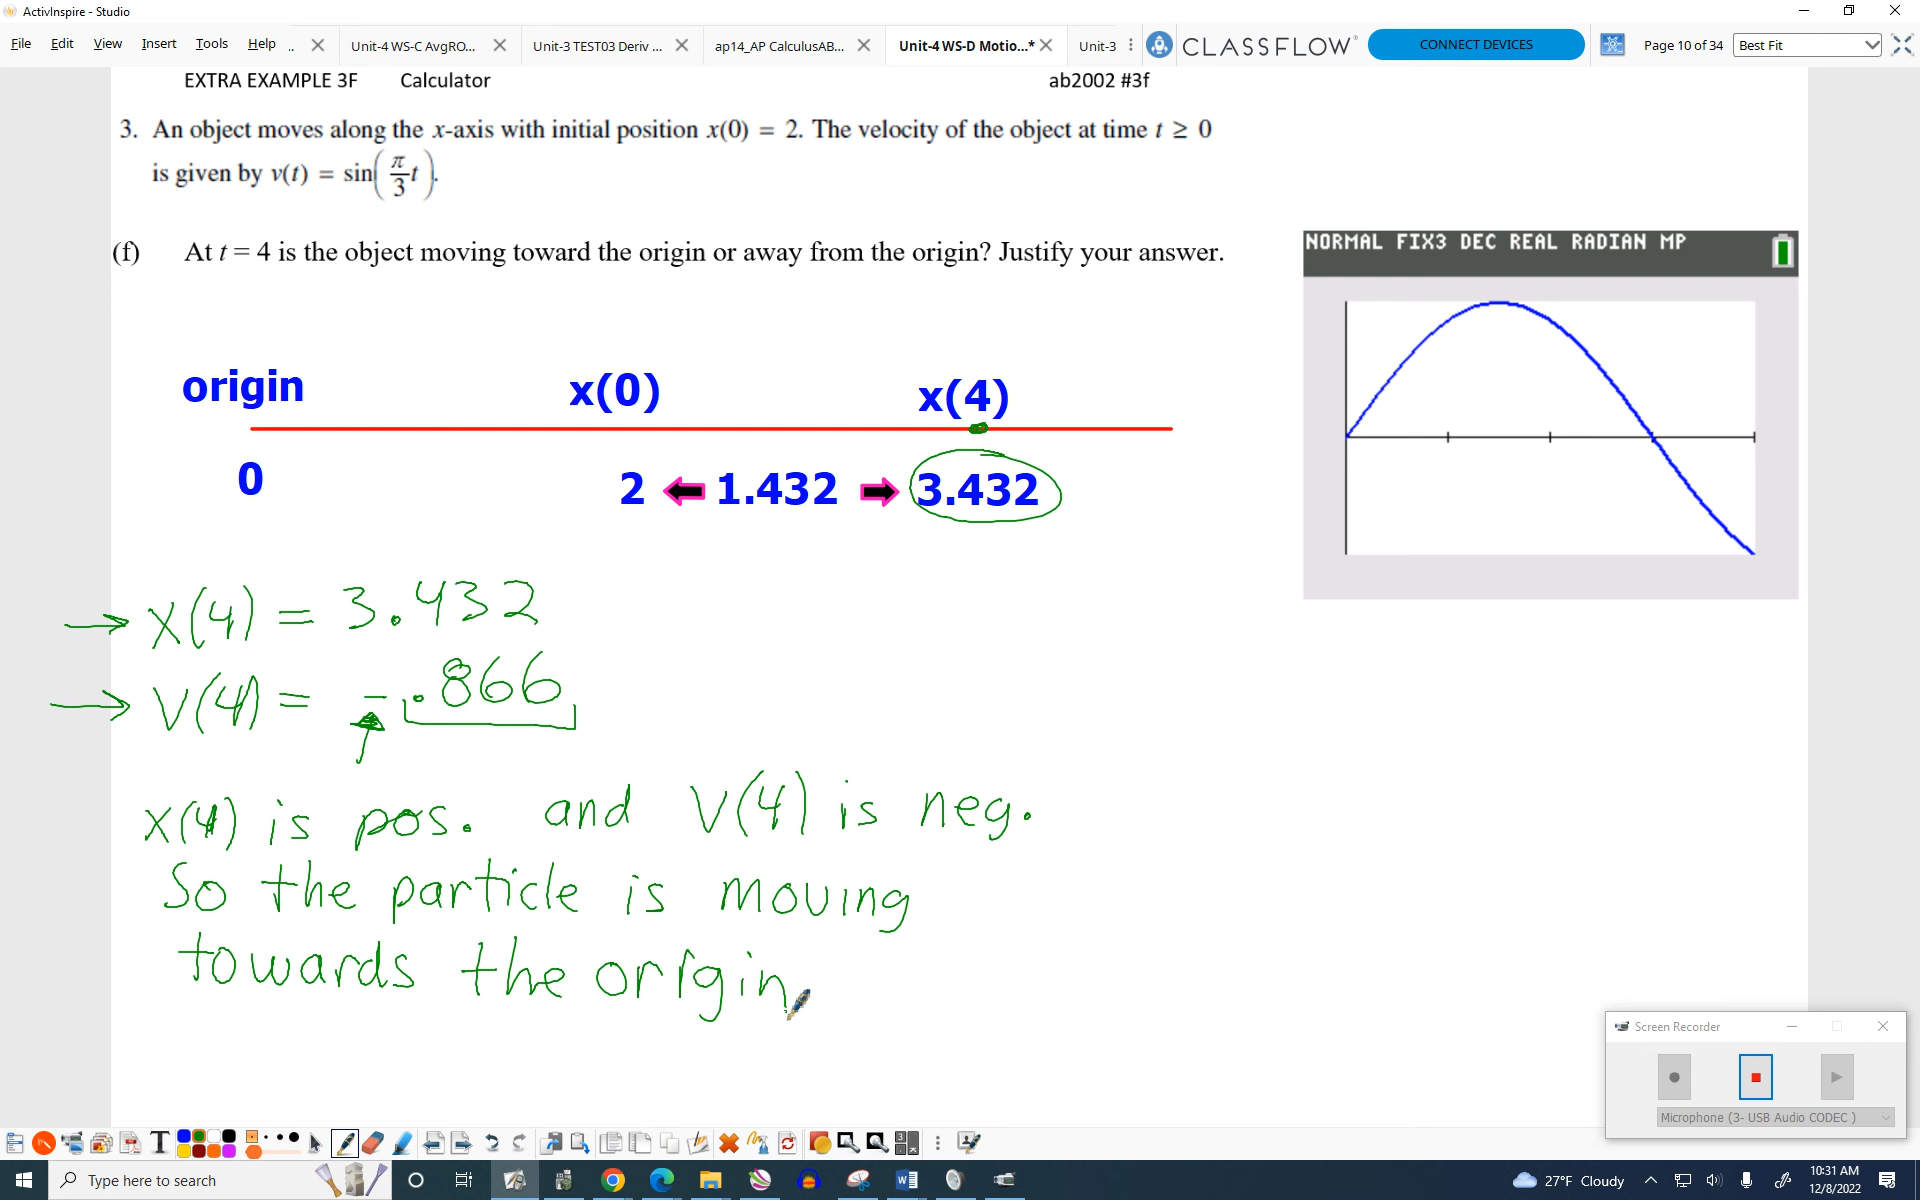 ActivInspire - Studio
File Edit View Insert Tools Help .. Unit-4 WS-C AvgRO... Unit-3 TEST03 Deriv ... ap14_AP CalculusAB... Unit-4 WS-D Motio...* Unit-3 CLASSFLOW CONNECT DEVICES Page 10 of 34 Best Fit
EXTRA EXAMPLE 3F Calculator ab2002 #3f
3. An object moves along the x-axis with initial position x(0) = 2. The velocity of the object at time t ≥ 0
is given by v(t) = sin(π/3 t).
(f) At t = 4 is the object moving toward the origin or away from the origin? Justify your answer.
NORMAL FIX3 DEC REAL RADIAN MP
origin x(0) x(4)
0 2 1.432 3.432
x(4) = 3.432
v(4) = -.866
x(4) is pos. and v(4) is neg.
So the particle is moving
towards the origin.
Screen Recorder
Microphone (3- USB Audio CODEC )
T
Type here to search
27°F Cloudy
10:31 AM
12/8/2022